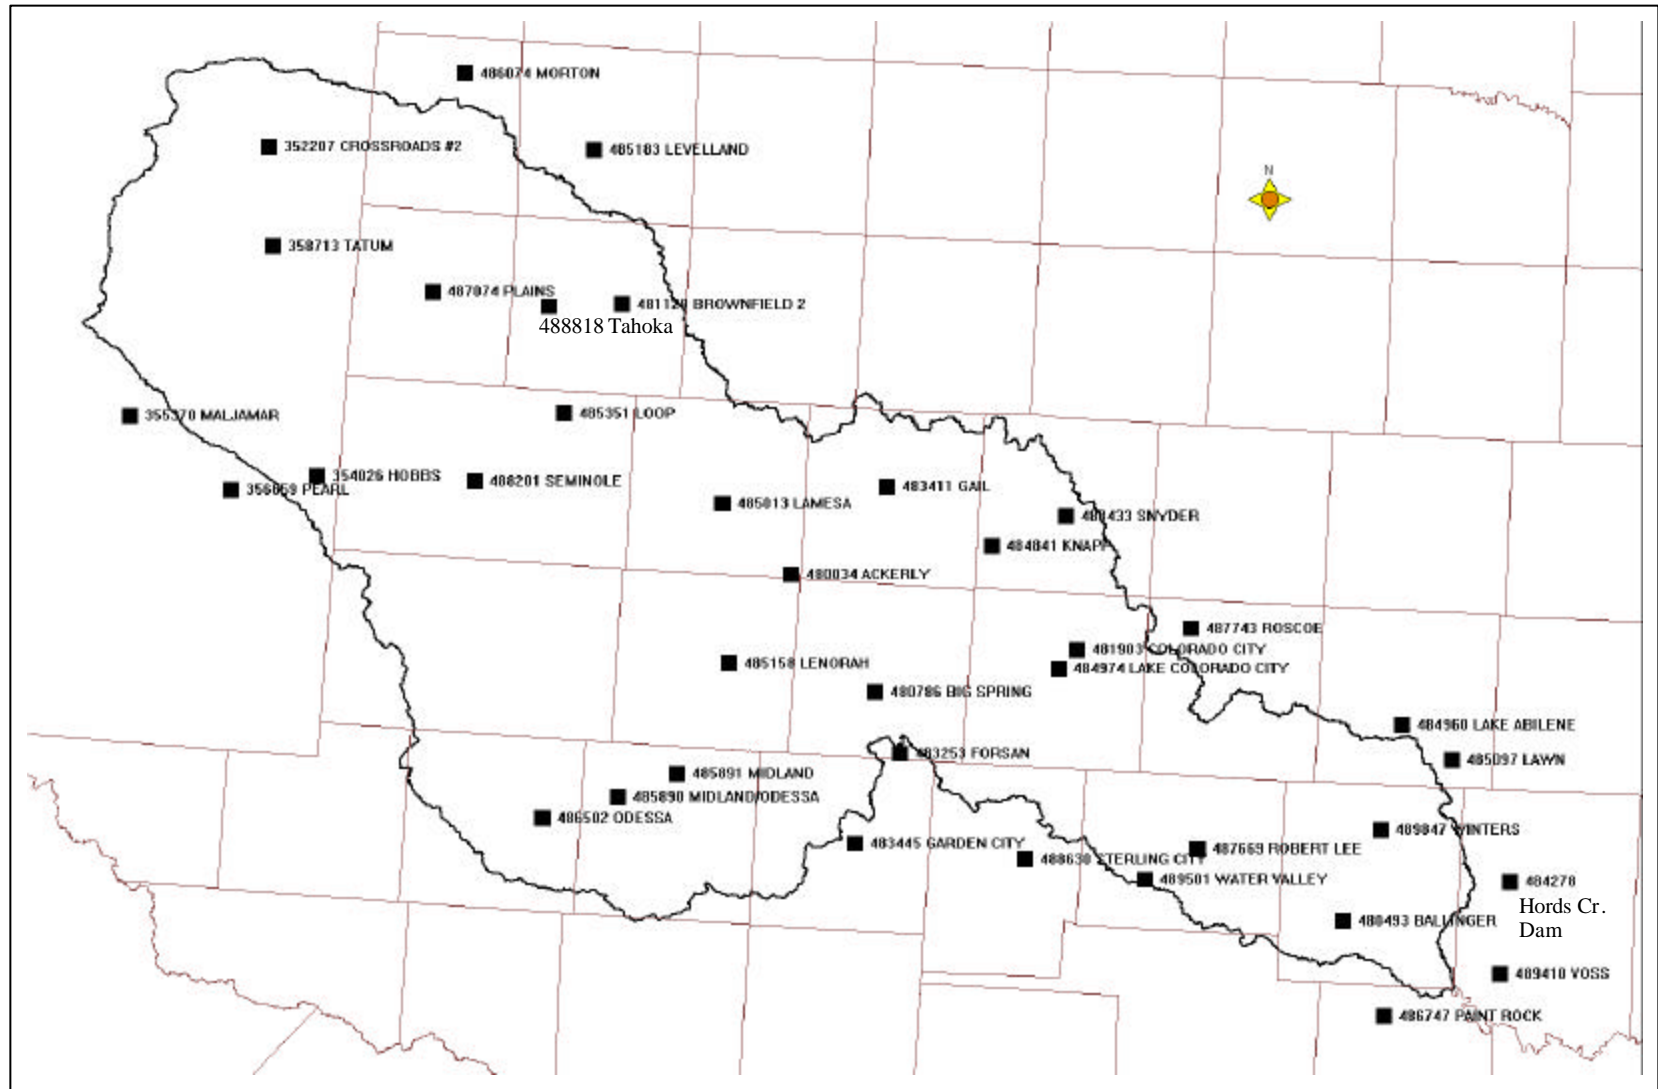 486074 MORTON
N
352207 CROSSROADS #2
485183 LEVELLAND
358713 TATUM
487074 PLAINS
481128 BROWNFIELD 2
488818 Tahoka
355370 MALJAMAR
485351 LOOP
354026 HOBBS
356659 PEARL
488201 SEMINOLE
485013 LAMESA
483411 GAIL
488433 SNYDER
484841 KNAPP
480034 ACKERLY
487743 ROSCOE
481903 COLORADO CITY
484974 LAKE COLORADO CITY
485158 LENORAH
480786 BIG SPRING
484960 LAKE ABILENE
483253 FORSAN
485097 LAWN
485891 MIDLAND
485890 MIDLAND/ODESSA
486502 ODESSA
489847 WINTERS
483445 GARDEN CITY
487669 ROBERT LEE
488630 STERLING CITY
489501 WATER VALLEY
484278
Hords Cr.
Dam
480493 BALLINGER
489410 VOSS
486747 PAINT ROCK